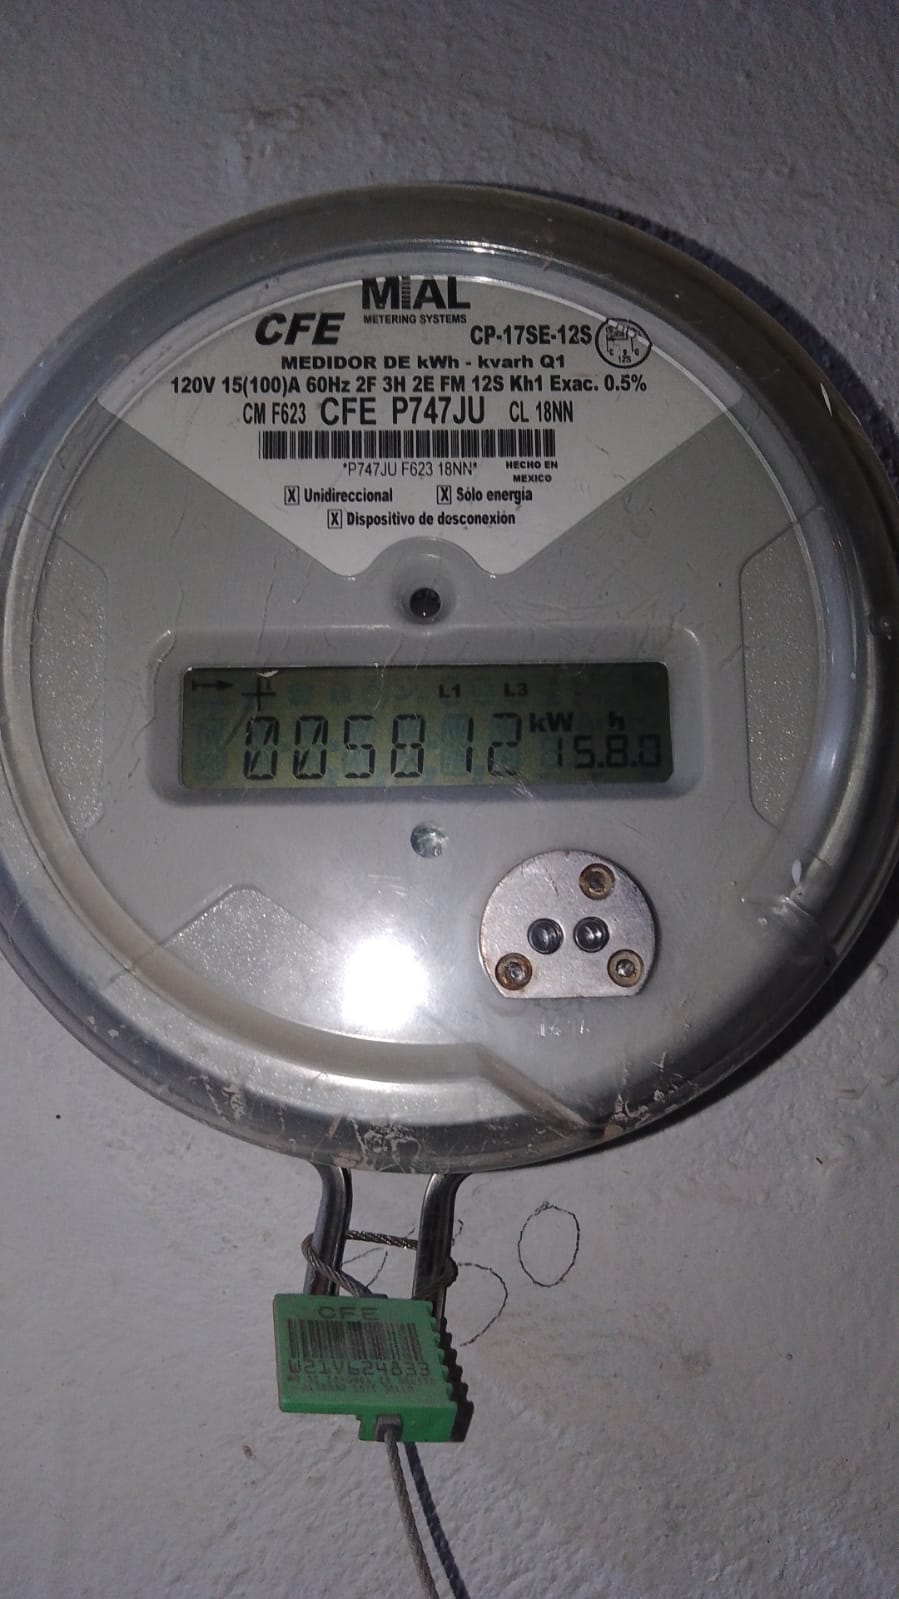 MIAL
METERING SYSTEMS
CFE
CP-17SE-12S
MEDIDOR DE kWh - kvarh Q1
120V 15(100)A 60Hz 2F 3H 2E FM 12S Kh1 Exac. 0.5%
CM F623 CFE P747JU CL 18NN
*P747JU F623 18NN*
HECHO EN
MEXICO
X Unidireccional X Sólo energía
X Dispositivo de desconexión
L1 L3
005812 kW h 15.8.0
CFE
W21V624833